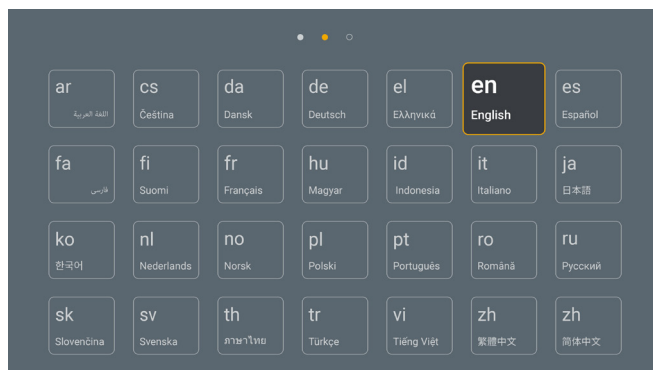 ar
اللغة العربية
cs
Čeština
da
Dansk
de
Deutsch
el
Ελληνικά
en
English
es
Español
fa
فارسی
fi
Suomi
fr
Français
hu
Magyar
id
Indonesia
it
Italiano
ja
日本語
ko
한국어
nl
Nederlands
no
Norsk
pl
Polski
pt
Português
ro
Română
ru
Русский
sk
Slovenčina
sv
Svenska
th
ภาษาไทย
tr
Türkçe
vi
Tiếng Việt
zh
繁體中文
zh
简体中文